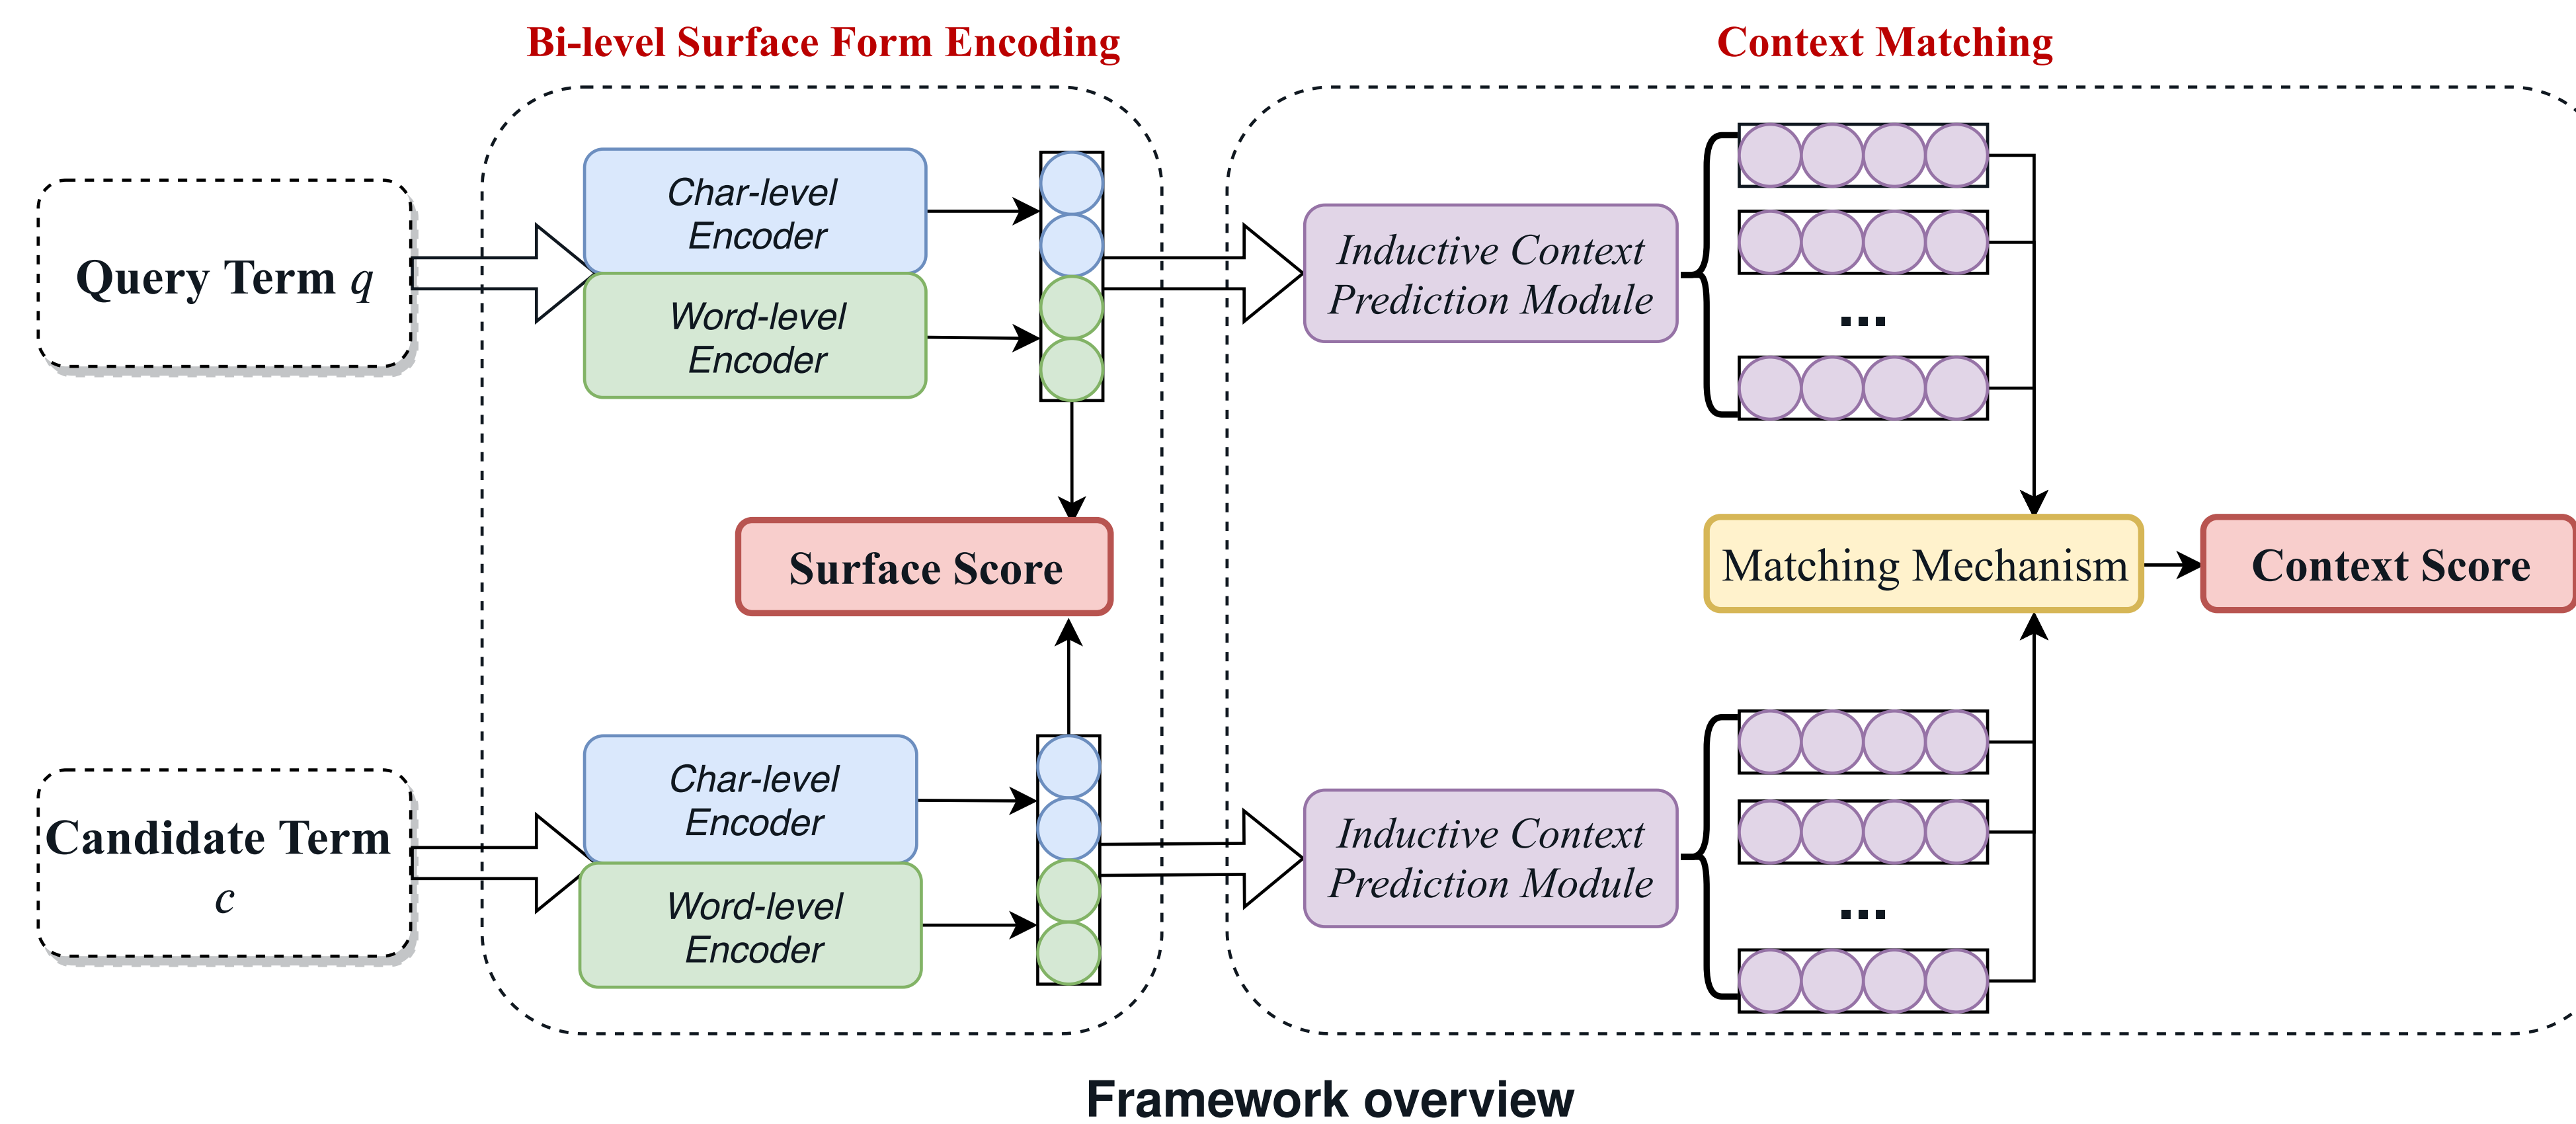 Bi-level Surface Form Encoding
Context Matching
Query Term q
Char-level
Encoder
Word-level
Encoder
Inductive Context
Prediction Module
...
Surface Score
Matching Mechanism
Context Score
Candidate Term
c
Char-level
Encoder
Word-level
Encoder
Inductive Context
Prediction Module
...
Framework overview